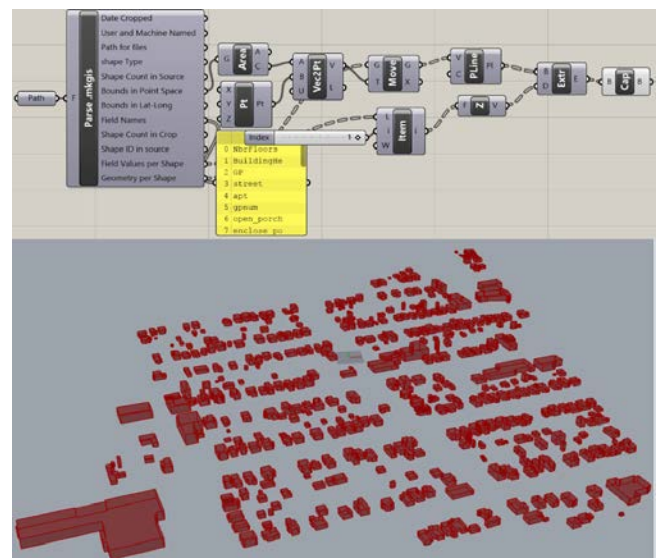 Date Cropped
User and Machine Named
Path for files
shape Type
Shape Count in Source
Bounds in Point Space
Bounds in Lat-Long
Field Names
Shape Count in Crop
Shape ID in source
Field Values per Shape
Geometry per Shape
Path
F
Parse .mkgis
G
Area
A
C
X
Y
Z
Pt
Pt
A
B
U
Vec2Pt
V
L
G
T
Move
G
X
V
C
PLine
Pl
B
D
Extr
E
B
Cap
B
Index
1
L
i
W
Item
i
F
Z
V
0 NbrFloors
1 BuildingHe
2 GP
3 street
4 apt
5 gpnum
6 open_porch
7 enclose_po